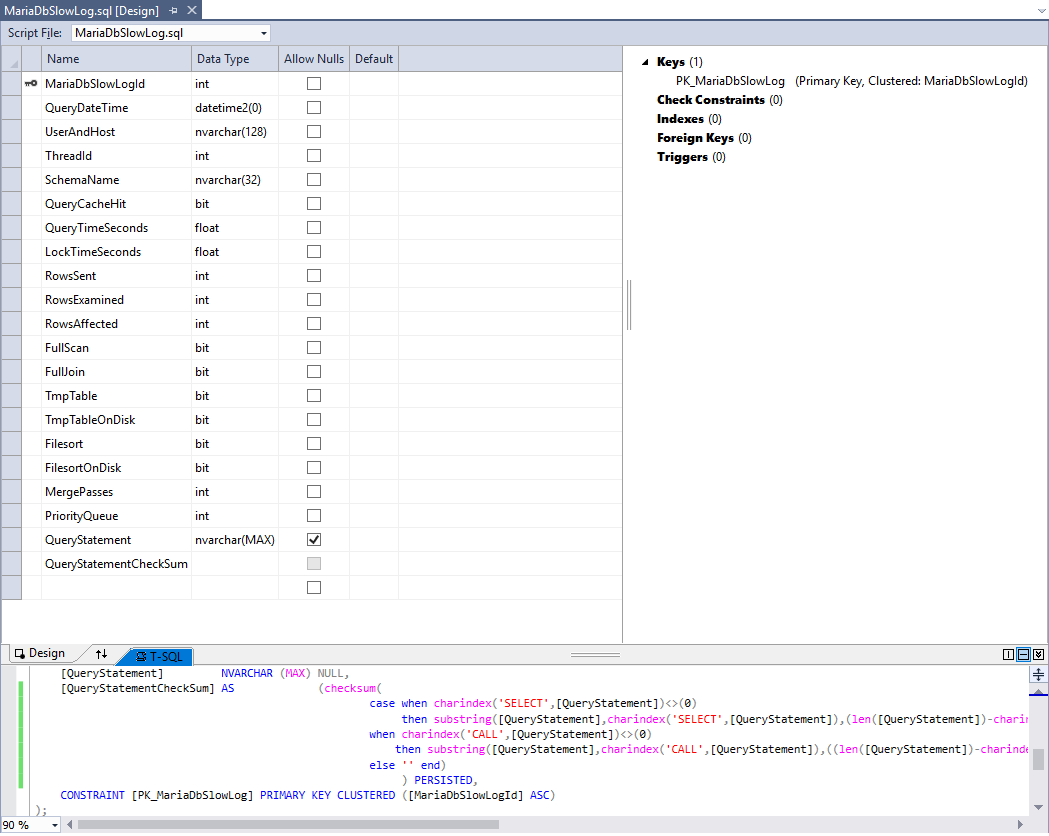 MariaDbSlowLog.sql [Design]
Script File: MariaDbSlowLog.sql
Name Data Type Allow Nulls Default
MariaDbSlowLogId int
QueryDateTime datetime2(0)
UserAndHost nvarchar(128)
ThreadId int
SchemaName nvarchar(32)
QueryCacheHit bit
QueryTimeSeconds float
LockTimeSeconds float
RowsSent int
RowsExamined int
RowsAffected int
FullScan bit
FullJoin bit
TmpTable bit
TmpTableOnDisk bit
Filesort bit
FilesortOnDisk bit
MergePasses int
PriorityQueue int
QueryStatement nvarchar(MAX)
QueryStatementCheckSum
Keys (1)
PK_MariaDbSlowLog (Primary Key, Clustered: MariaDbSlowLogId)
Check Constraints (0)
Indexes (0)
Foreign Keys (0)
Triggers (0)
Design T-SQL
[QueryStatement] NVARCHAR (MAX) NULL,
[QueryStatementCheckSum] AS (checksum(
case when charindex('SELECT',[QueryStatement])<>(0)
then substring([QueryStatement],charindex('SELECT',[QueryStatement]),(len([QueryStatement])-charin
when charindex('CALL',[QueryStatement])<>(0)
then substring([QueryStatement],charindex('CALL',[QueryStatement]),((len([QueryStatement])-charinde
else '' end)
) PERSISTED,
CONSTRAINT [PK_MariaDbSlowLog] PRIMARY KEY CLUSTERED ([MariaDbSlowLogId] ASC)
);
90 %